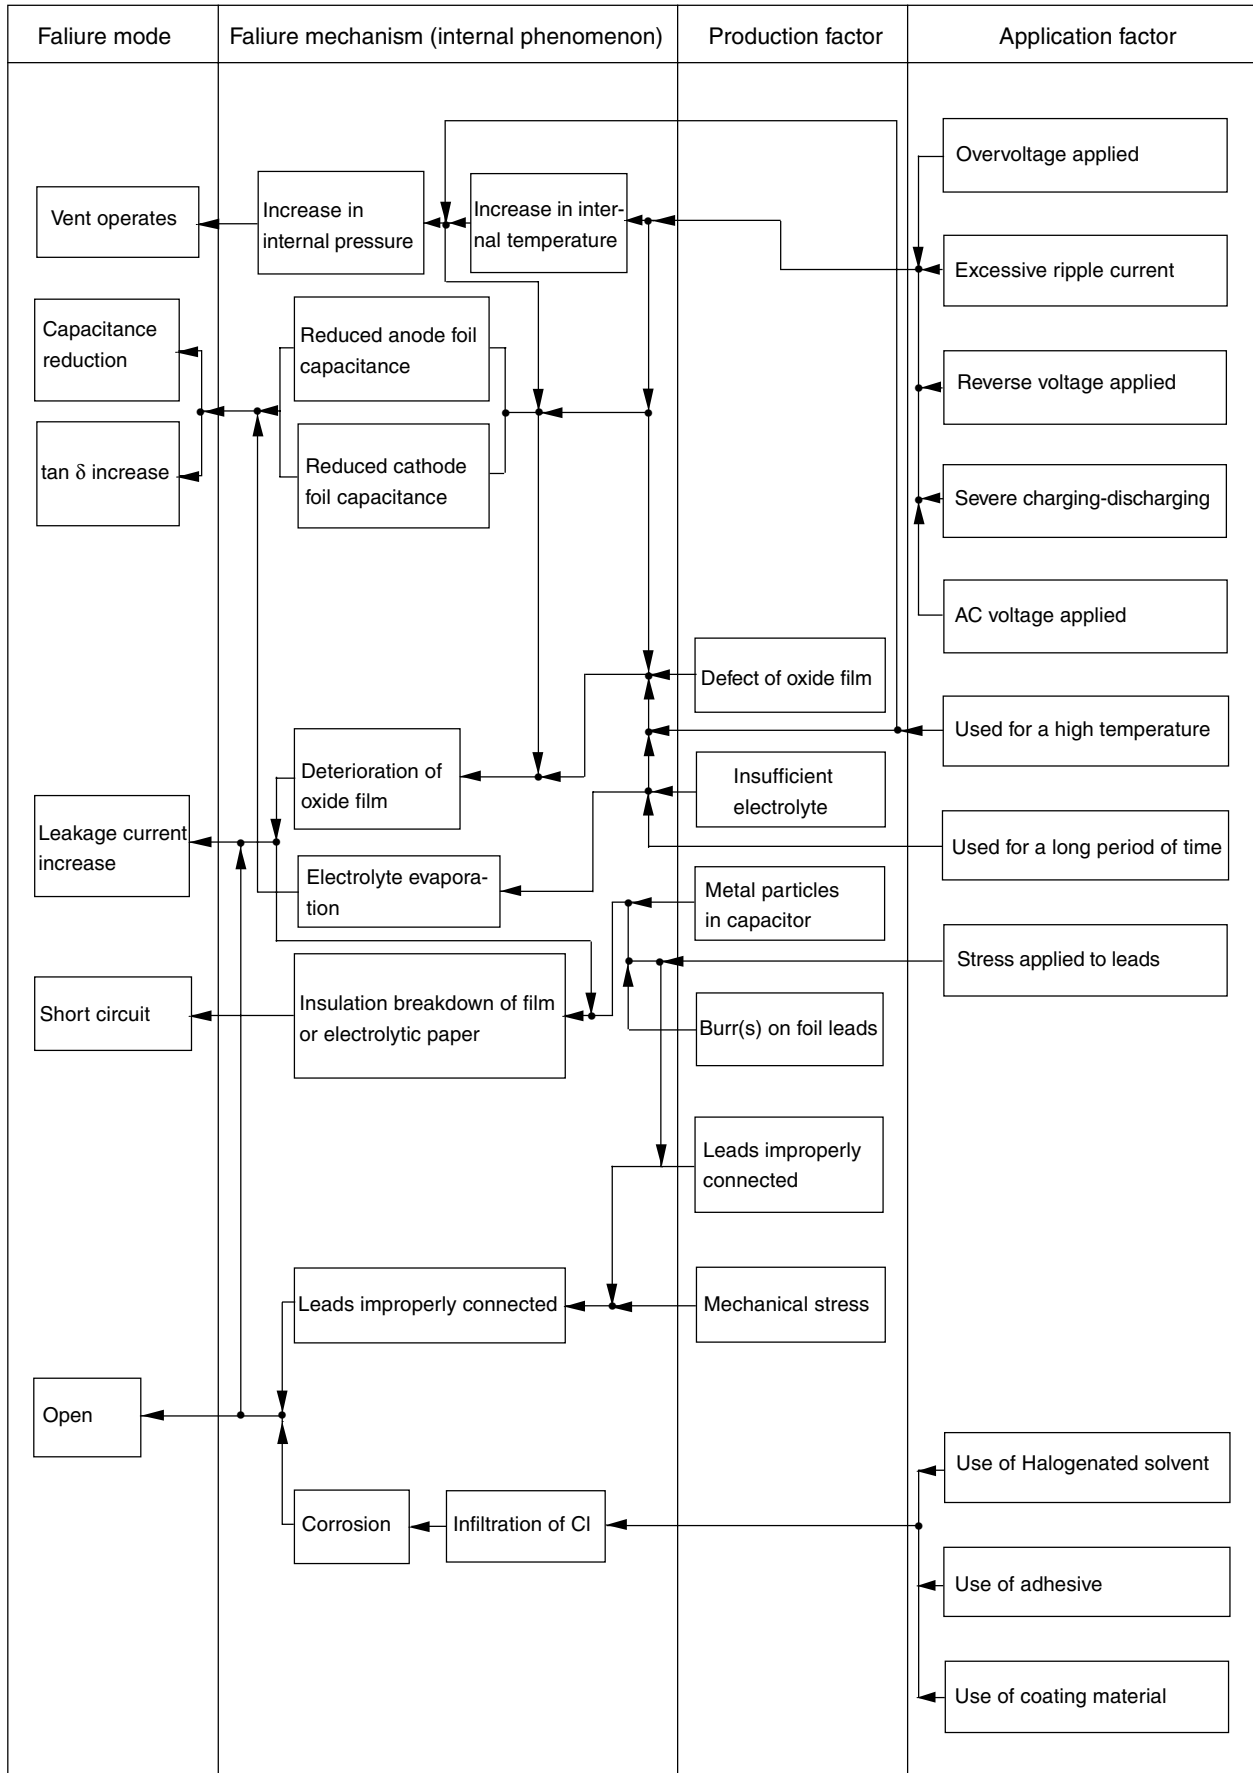 Faliure mode
Faliure mechanism (internal phenomenon)
Production factor
Application factor
Overvoltage applied
Vent operates
Increase in
internal pressure
Increase in inter-
nal temperature
Excessive ripple current
Capacitance
reduction
Reduced anode foil
capacitance
Reverse voltage applied
tan δ increase
Reduced cathode
foil capacitance
Severe charging-discharging
AC voltage applied
Defect of oxide film
Used for a high temperature
Deterioration of
oxide film
Insufficient
electrolyte
Leakage current
increase
Used for a long period of time
Electrolyte evapora-
tion
Metal particles
in capacitor
Stress applied to leads
Short circuit
Insulation breakdown of film
or electrolytic paper
Burr(s) on foil leads
Leads improperly
connected
Leads improperly connected
Mechanical stress
Open
Use of Halogenated solvent
Corrosion
Infiltration of Cl
Use of adhesive
Use of coating material